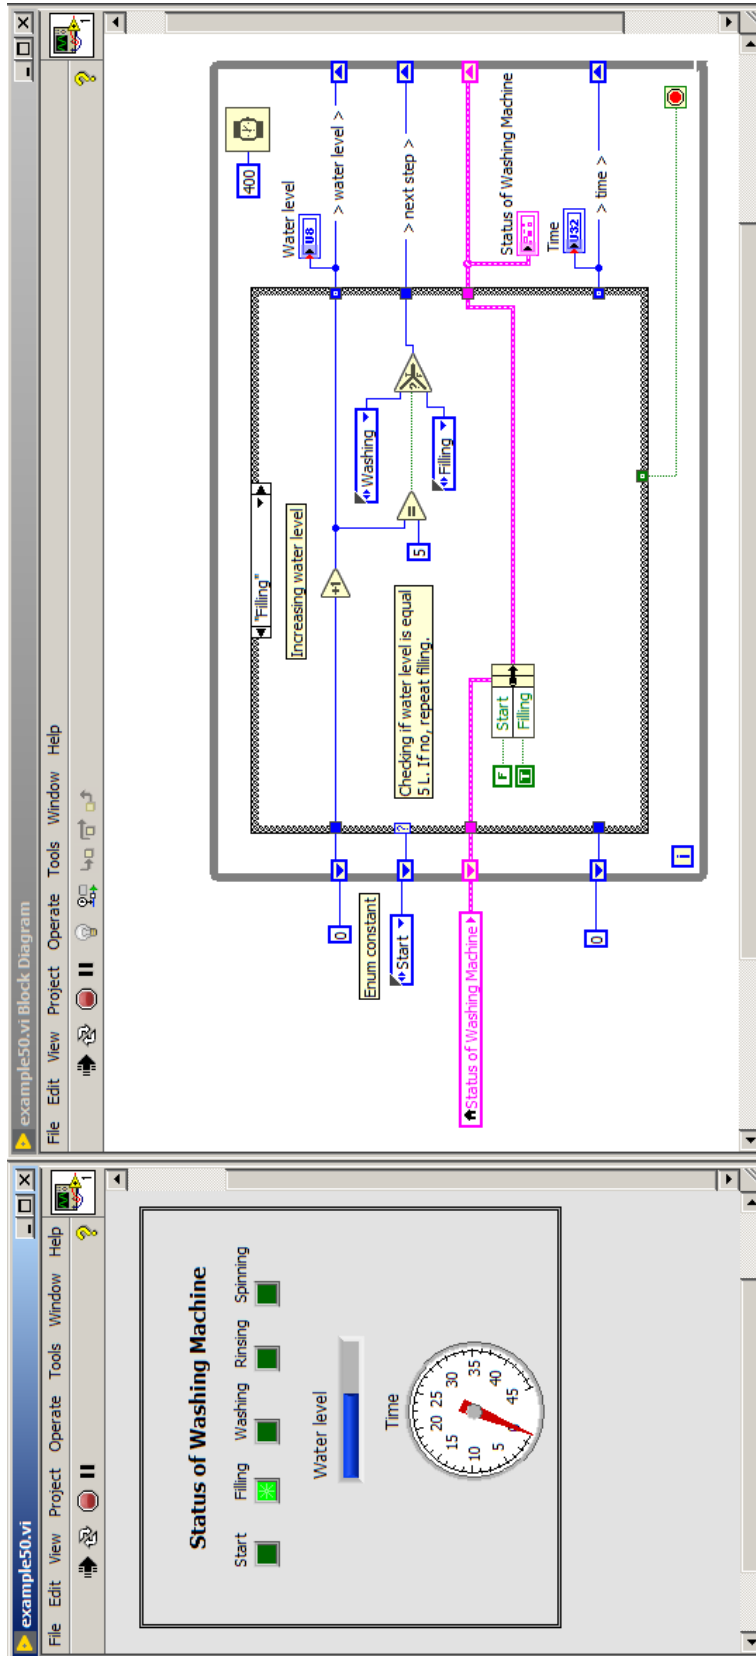 example50.vi
File Edit View Project Operate Tools Window Help
1
Status of Washing Machine
Start Filling Washing Rinsing Spinning
Water level
Time
0 5 10 15 20 25 30 35 45
example50.vi Block Diagram
File Edit View Project Operate Tools Window Help
1
400
Water level
U8
> water level >
"Filling"
Increasing water level
+1
0
Enum constant
Start
?
Washing
? T F
> next step >
=
5
Filling
Checking if water level is equal
5 L. If no, repeat filling.
Status of Washing Machine
Status of Washing Machine
F
Start
T
Filling
Time
U32
> time >
0
i